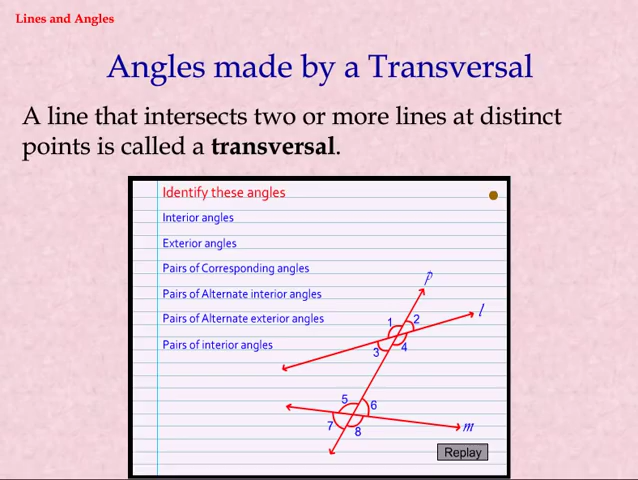 Lines and Angles
Angles made by a Transversal
A line that intersects two or more lines at distinct
points is called a transversal.
Identify these angles
Interior angles
Exterior angles
Pairs of Corresponding angles
Pairs of Alternate interior angles
Pairs of Alternate exterior angles
Pairs of interior angles
p
l
1 2
3 4
5 6
7 8
m
Replay